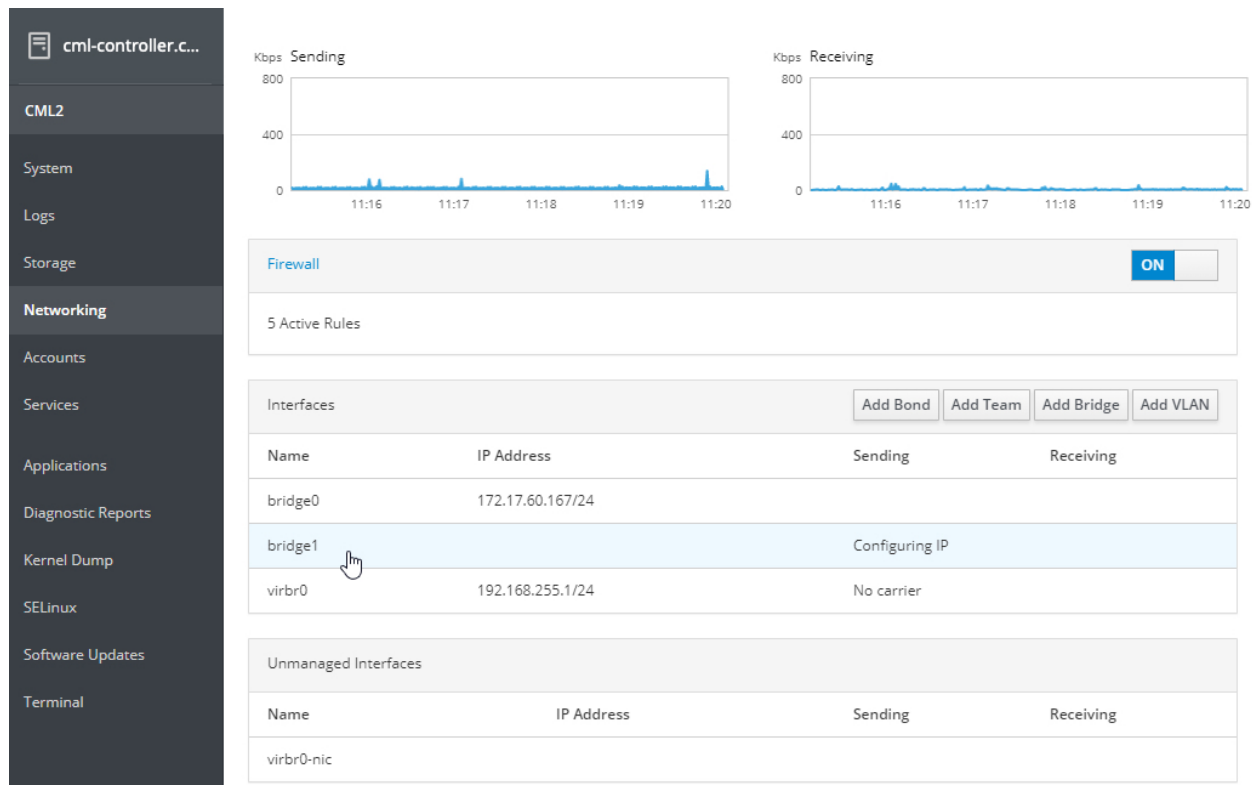 cml-controller.c...
CML2
System
Logs
Storage
Networking
Accounts
Services
Applications
Diagnostic Reports
Kernel Dump
SELinux
Software Updates
Terminal
Kbps Sending
800
400
0
11:16 11:17 11:18 11:19 11:20
Kbps Receiving
800
400
0
11:16 11:17 11:18 11:19 11:20
Firewall ON
5 Active Rules
Interfaces Add Bond Add Team Add Bridge Add VLAN
Name IP Address Sending Receiving
bridge0 172.17.60.167/24
bridge1 Configuring IP
virbr0 192.168.255.1/24 No carrier
Unmanaged Interfaces
Name IP Address Sending Receiving
virbr0-nic